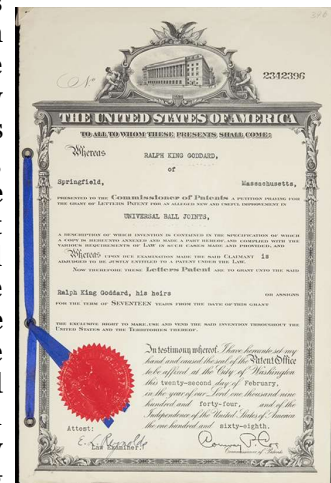 2342396
THE UNITED STATES OF AMERICA
TO ALL TO WHOM THESE PRESENTS SHALL COME:
Whereas RALPH KING GODDARD,
of
Springfield, Massachusetts,
PRESENTED TO THE Commissioner of Patents A PETITION PRAYING FOR
THE GRANT OF LETTERS PATENT FOR AN ALLEGED NEW AND USEFUL IMPROVEMENT IN
UNIVERSAL BALL JOINTS,
A DESCRIPTION OF WHICH INVENTION IS CONTAINED IN THE SPECIFICATION OF WHICH
A COPY IS HEREUNTO ANNEXED AND MADE A PART HEREOF, AND COMPLIED WITH THE
VARIOUS REQUIREMENTS OF LAW IN SUCH CASES MADE AND PROVIDED, AND
Whereas UPON DUE EXAMINATION MADE THE SAID CLAIMANT is
ADJUDGED TO BE JUSTLY ENTITLED TO A PATENT UNDER THE LAW.
NOW THEREFORE THESE Letters Patent ARE TO GRANT UNTO THE SAID
Ralph King Goddard, his heirs OR ASSIGNS
FOR THE TERM OF SEVENTEEN YEARS FROM THE DATE OF THIS GRANT
THE EXCLUSIVE RIGHT TO MAKE, USE AND VEND THE SAID INVENTION THROUGHOUT THE
UNITED STATES AND THE TERRITORIES THEREOF.
In testimony whereof, I have hereunto set my
hand and caused the seal of the Patent Office
to be affixed at the City of Washington
this twenty-second day of February,
in the year of our Lord one thousand nine
hundred and forty-four, and of the
Independence of the United States of America
the one hundred and sixty-eighth.
Attest:
E. L. Reynolds
Law Examiner.
Conway P. Coe
Commissioner of Patents.